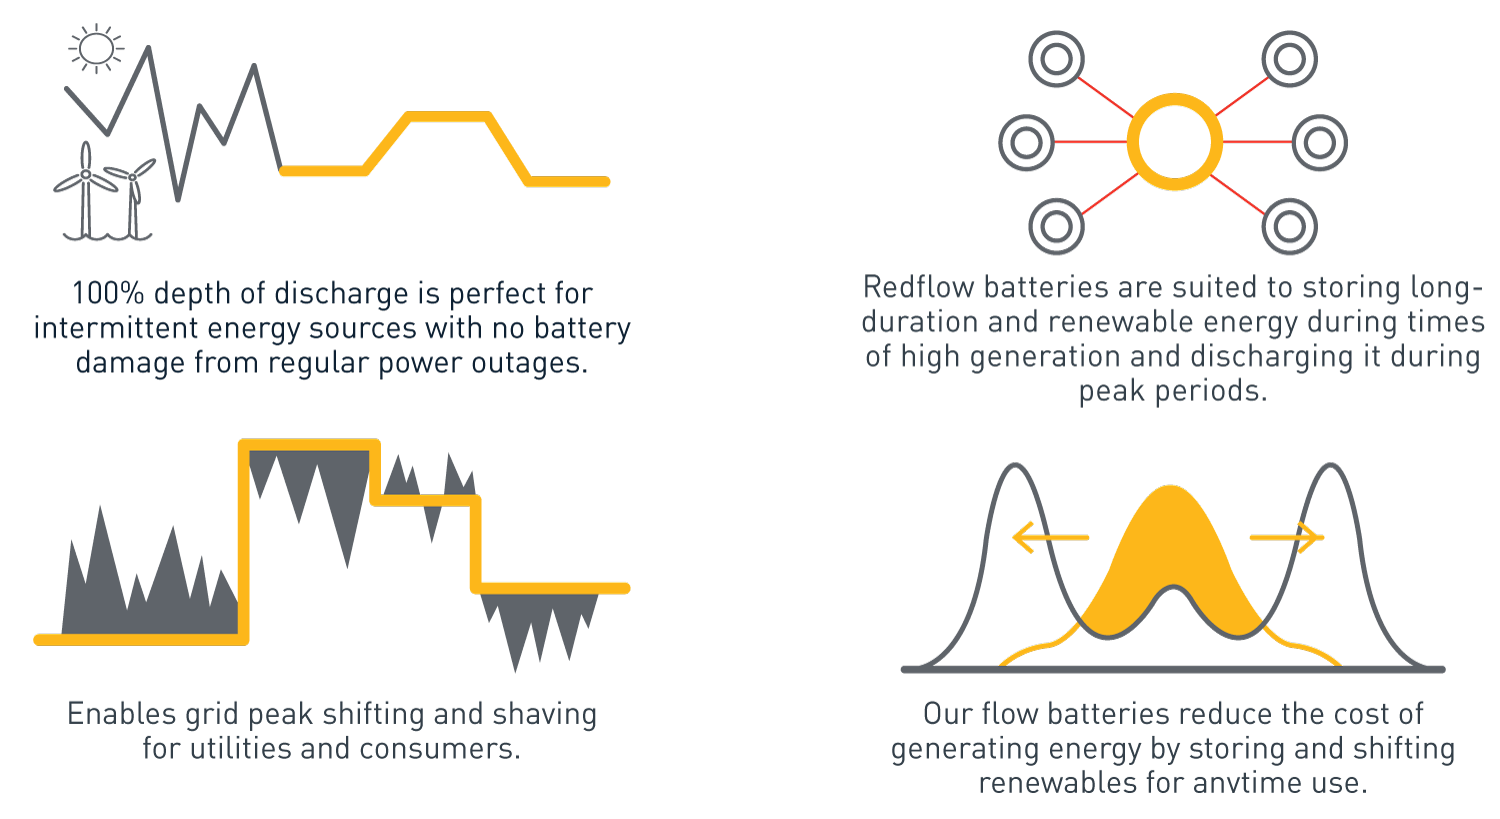 100% depth of discharge is perfect for
intermittent energy sources with no battery
damage from regular power outages.
Redflow batteries are suited to storing long-
duration and renewable energy during times
of high generation and discharging it during
peak periods.
Enables grid peak shifting and shaving
for utilities and consumers.
Our flow batteries reduce the cost of
generating energy by storing and shifting
renewables for anvtime use.